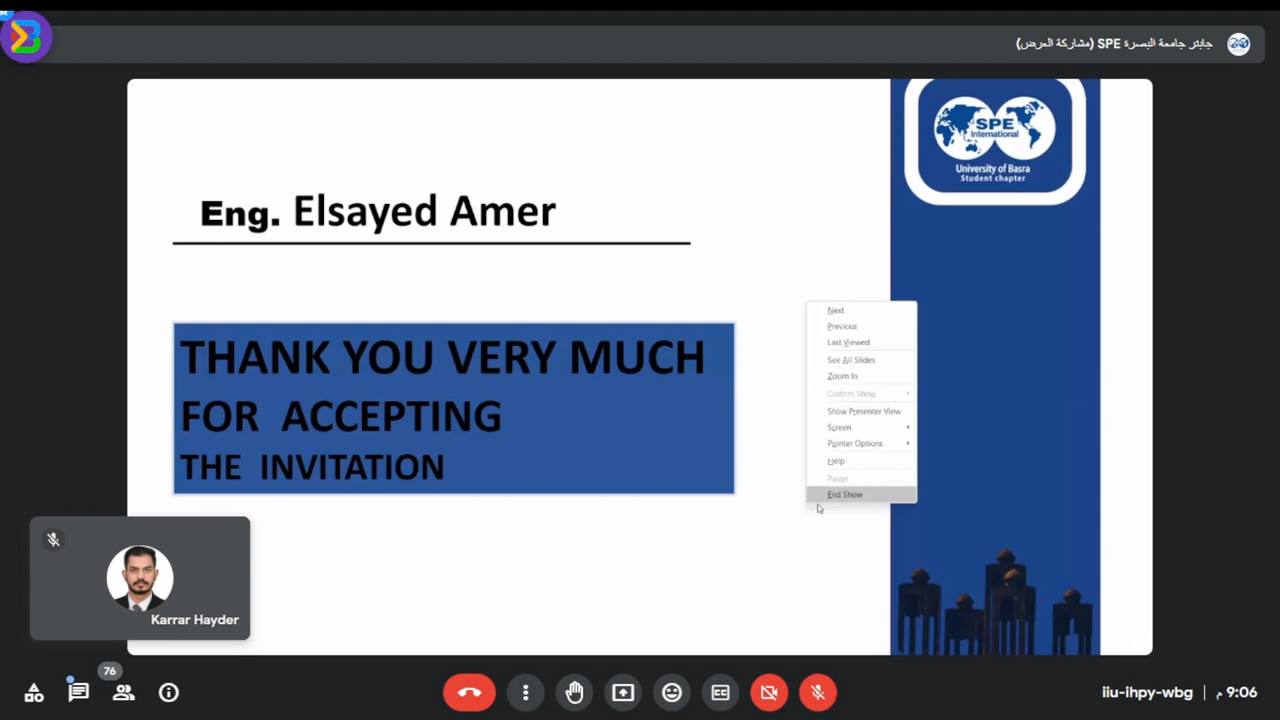 جابتر جامعة البصرة SPE (مشاركة العرض)
SPE
International
University of Basra
Student chapter
Eng. Elsayed Amer
THANK YOU VERY MUCH
FOR ACCEPTING
THE INVITATION
Next
Previous
Last Viewed
See All Slides
Zoom In
Custom Show
Show Presenter View
Screen
Pointer Options
Help
Pause
End Show
Karrar Hayder
76
iiu-ihpy-wbg | 9:06 م